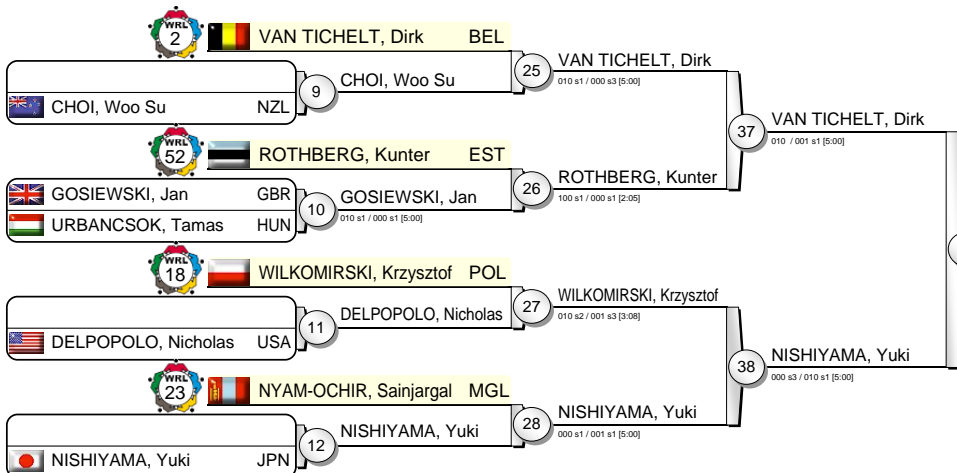 WRL
2
VAN TICHELT, Dirk BEL
CHOI, Woo Su NZL
9
CHOI, Woo Su
25
VAN TICHELT, Dirk
010 s1 / 000 s3 [5:00]
WRL
52
ROTHBERG, Kunter EST
GOSIEWSKI, Jan GBR
URBANCSOK, Tamas HUN
10
GOSIEWSKI, Jan
010 s1 / 000 s1 [5:00]
26
ROTHBERG, Kunter
100 s1 / 000 s1 [2:05]
37
VAN TICHELT, Dirk
010 / 001 s1 [5:00]
WRL
18
WILKOMIRSKI, Krzysztof POL
DELPOPOLO, Nicholas USA
11
DELPOPOLO, Nicholas
27
WILKOMIRSKI, Krzysztof
010 s2 / 001 s3 [3:08]
WRL
23
NYAM-OCHIR, Sainjargal MGL
NISHIYAMA, Yuki JPN
12
NISHIYAMA, Yuki
28
NISHIYAMA, Yuki
000 s1 / 001 s1 [5:00]
38
NISHIYAMA, Yuki
000 s3 / 010 s1 [5:00]